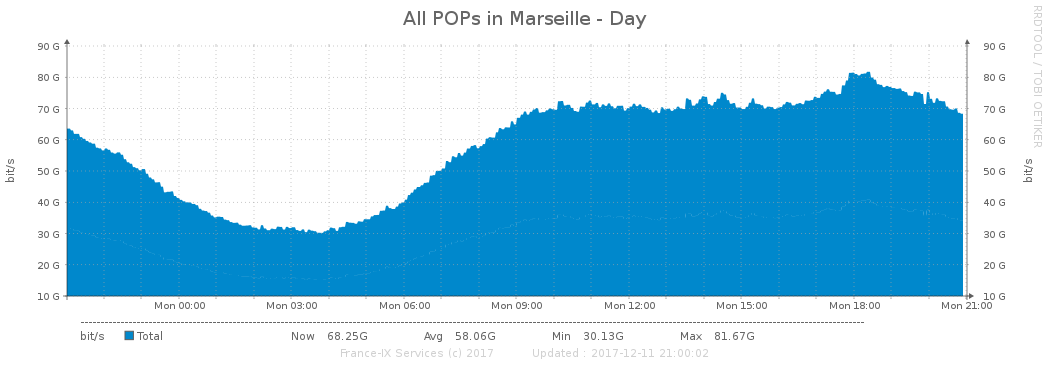 All POPs in Marseille - Day
RRDTOOL / TOBI OETIKER
90 G 90 G
80 G 80 G
70 G 70 G
60 G 60 G
50 G 50 G
40 G 40 G
30 G 30 G
20 G 20 G
10 G 10 G
bit/s bit/s
Mon 00:00 Mon 03:00 Mon 06:00 Mon 09:00 Mon 12:00 Mon 15:00 Mon 18:00 Mon 21:00
bit/s Total Now 68.25G Avg 58.06G Min 30.13G Max 81.67G
France-IX Services (c) 2017 Updated : 2017-12-11 21:00:02